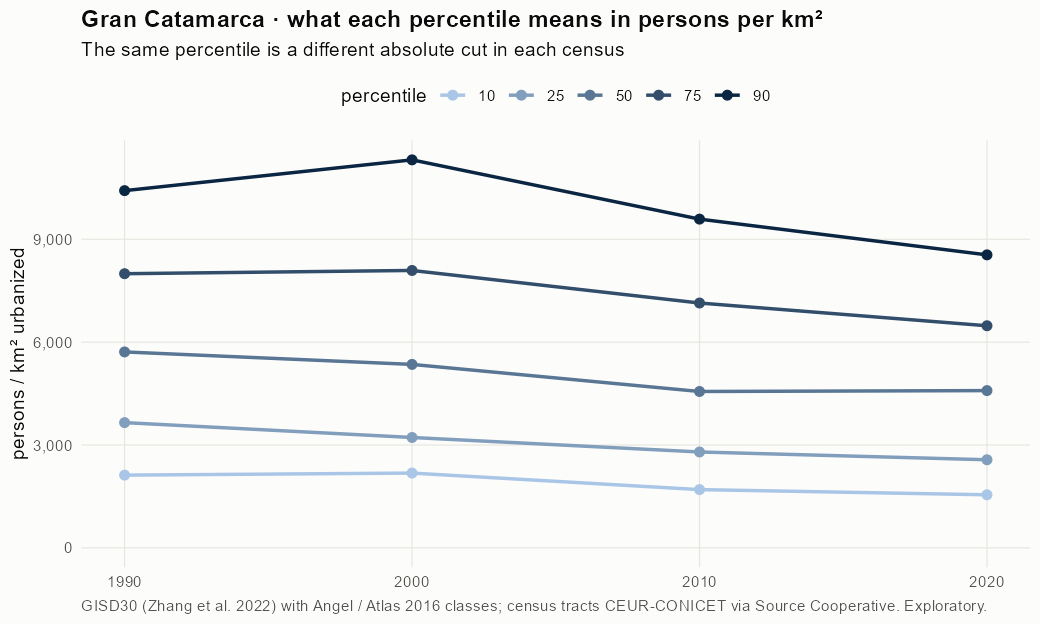 Gran Catamarca · what each percentile means in persons per km²
The same percentile is a different absolute cut in each census
percentile 10 25 50 75 90
persons / km² urbanized
9,000
6,000
3,000
0
1990 2000 2010 2020
GISD30 (Zhang et al. 2022) with Angel / Atlas 2016 classes; census tracts CEUR-CONICET via Source Cooperative. Exploratory.